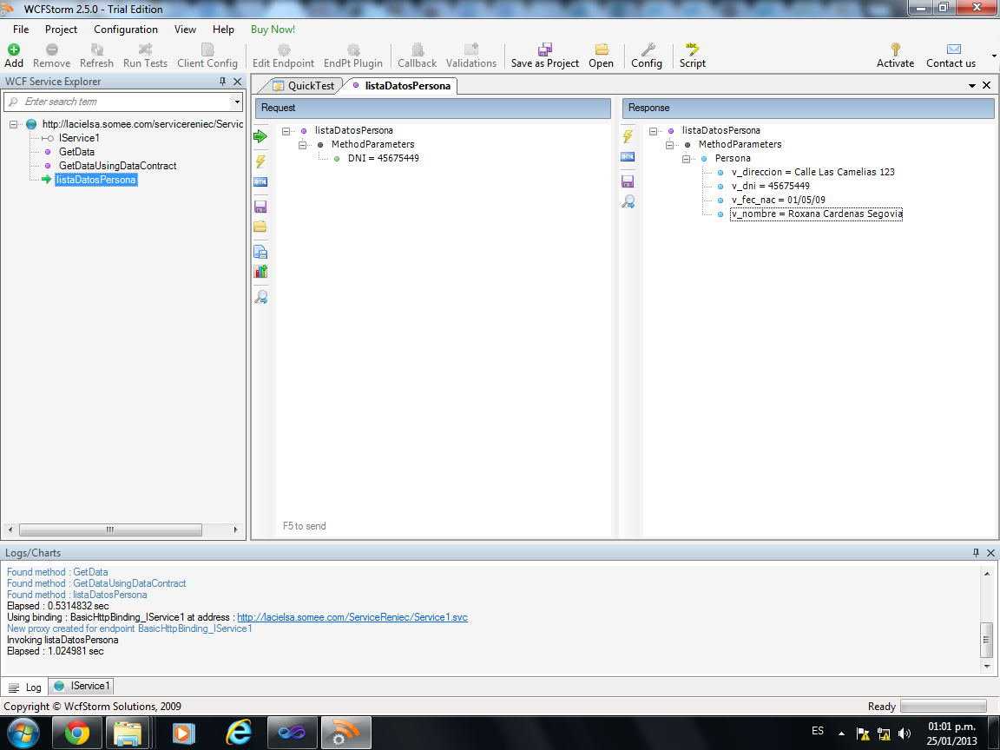 WCFStorm 2.5.0 - Trial Edition
File Project Configuration View Help Buy Now!
Add Remove Refresh Run Tests Client Config Edit Endpoint EndPt Plugin Callback Validations Save as Project Open Config Script Activate Contact us
WCF Service Explorer
Enter search term
http://lacielsa.somee.com/servicereniec/Servic
IService1
GetData
GetDataUsingDataContract
listaDatosPersona
QuickTest listaDatosPersona
Request
listaDatosPersona
MethodParameters
DNI = 45675449
F5 to send
Response
listaDatosPersona
MethodParameters
Persona
v_direccion = Calle Las Camelias 123
v_dni = 45675449
v_fec_nac = 01/05/09
v_nombre = Roxana Cardenas Segovia
Logs/Charts
Found method : GetData
Found method : GetDataUsingDataContract
Found method : listaDatosPersona
Elapsed : 0.5314832 sec
Using binding : BasicHttpBinding_IService1 at address : http://lacielsa.somee.com/ServiceReniec/Service1.svc
New proxy created for endpoint BasicHttpBinding_IService1
Invoking listaDatosPersona
Elapsed : 1.024981 sec
Log IService1
Copyright © WcfStorm Solutions, 2009 Ready
ES 01:01 p.m.
25/01/2013